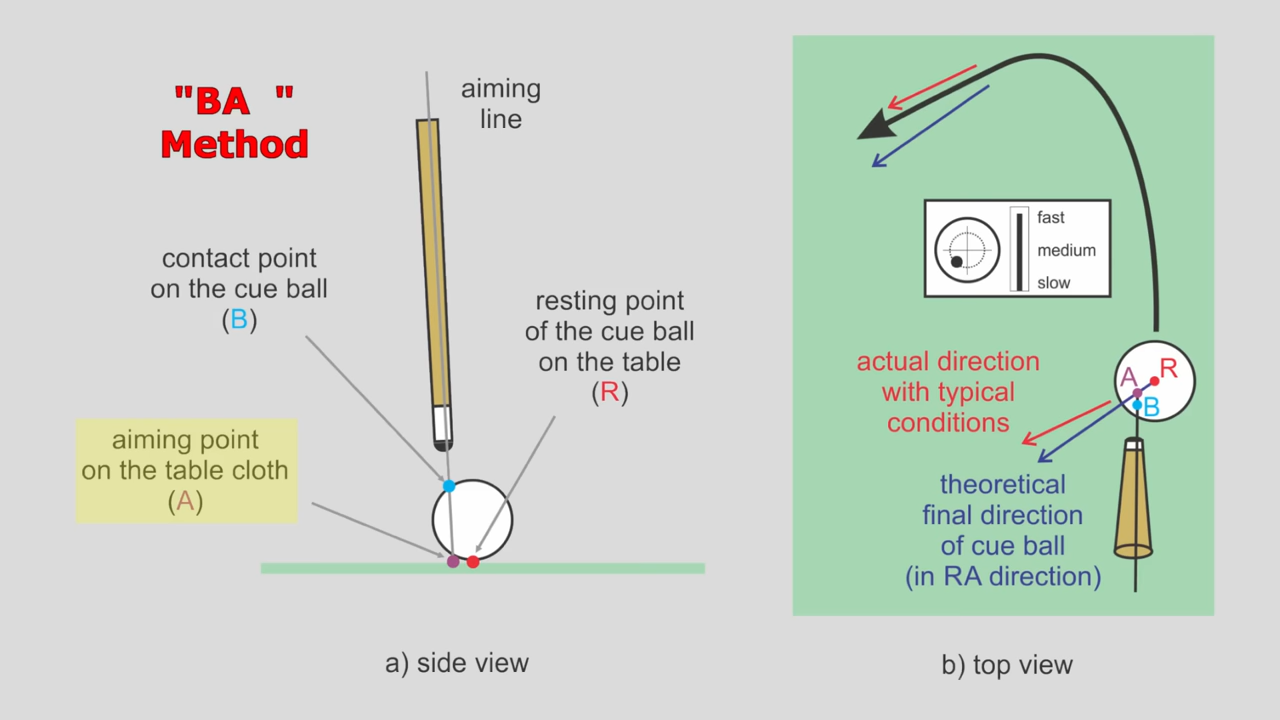 "BA "
Method
aiming
line
contact point
on the cue ball
(B)
resting point
of the cue ball
on the table
(R)
aiming point
on the table cloth
(A)
a) side view
fast
medium
slow
actual direction
with typical
conditions
A
R
B
theoretical
final direction
of cue ball
(in RA direction)
b) top view